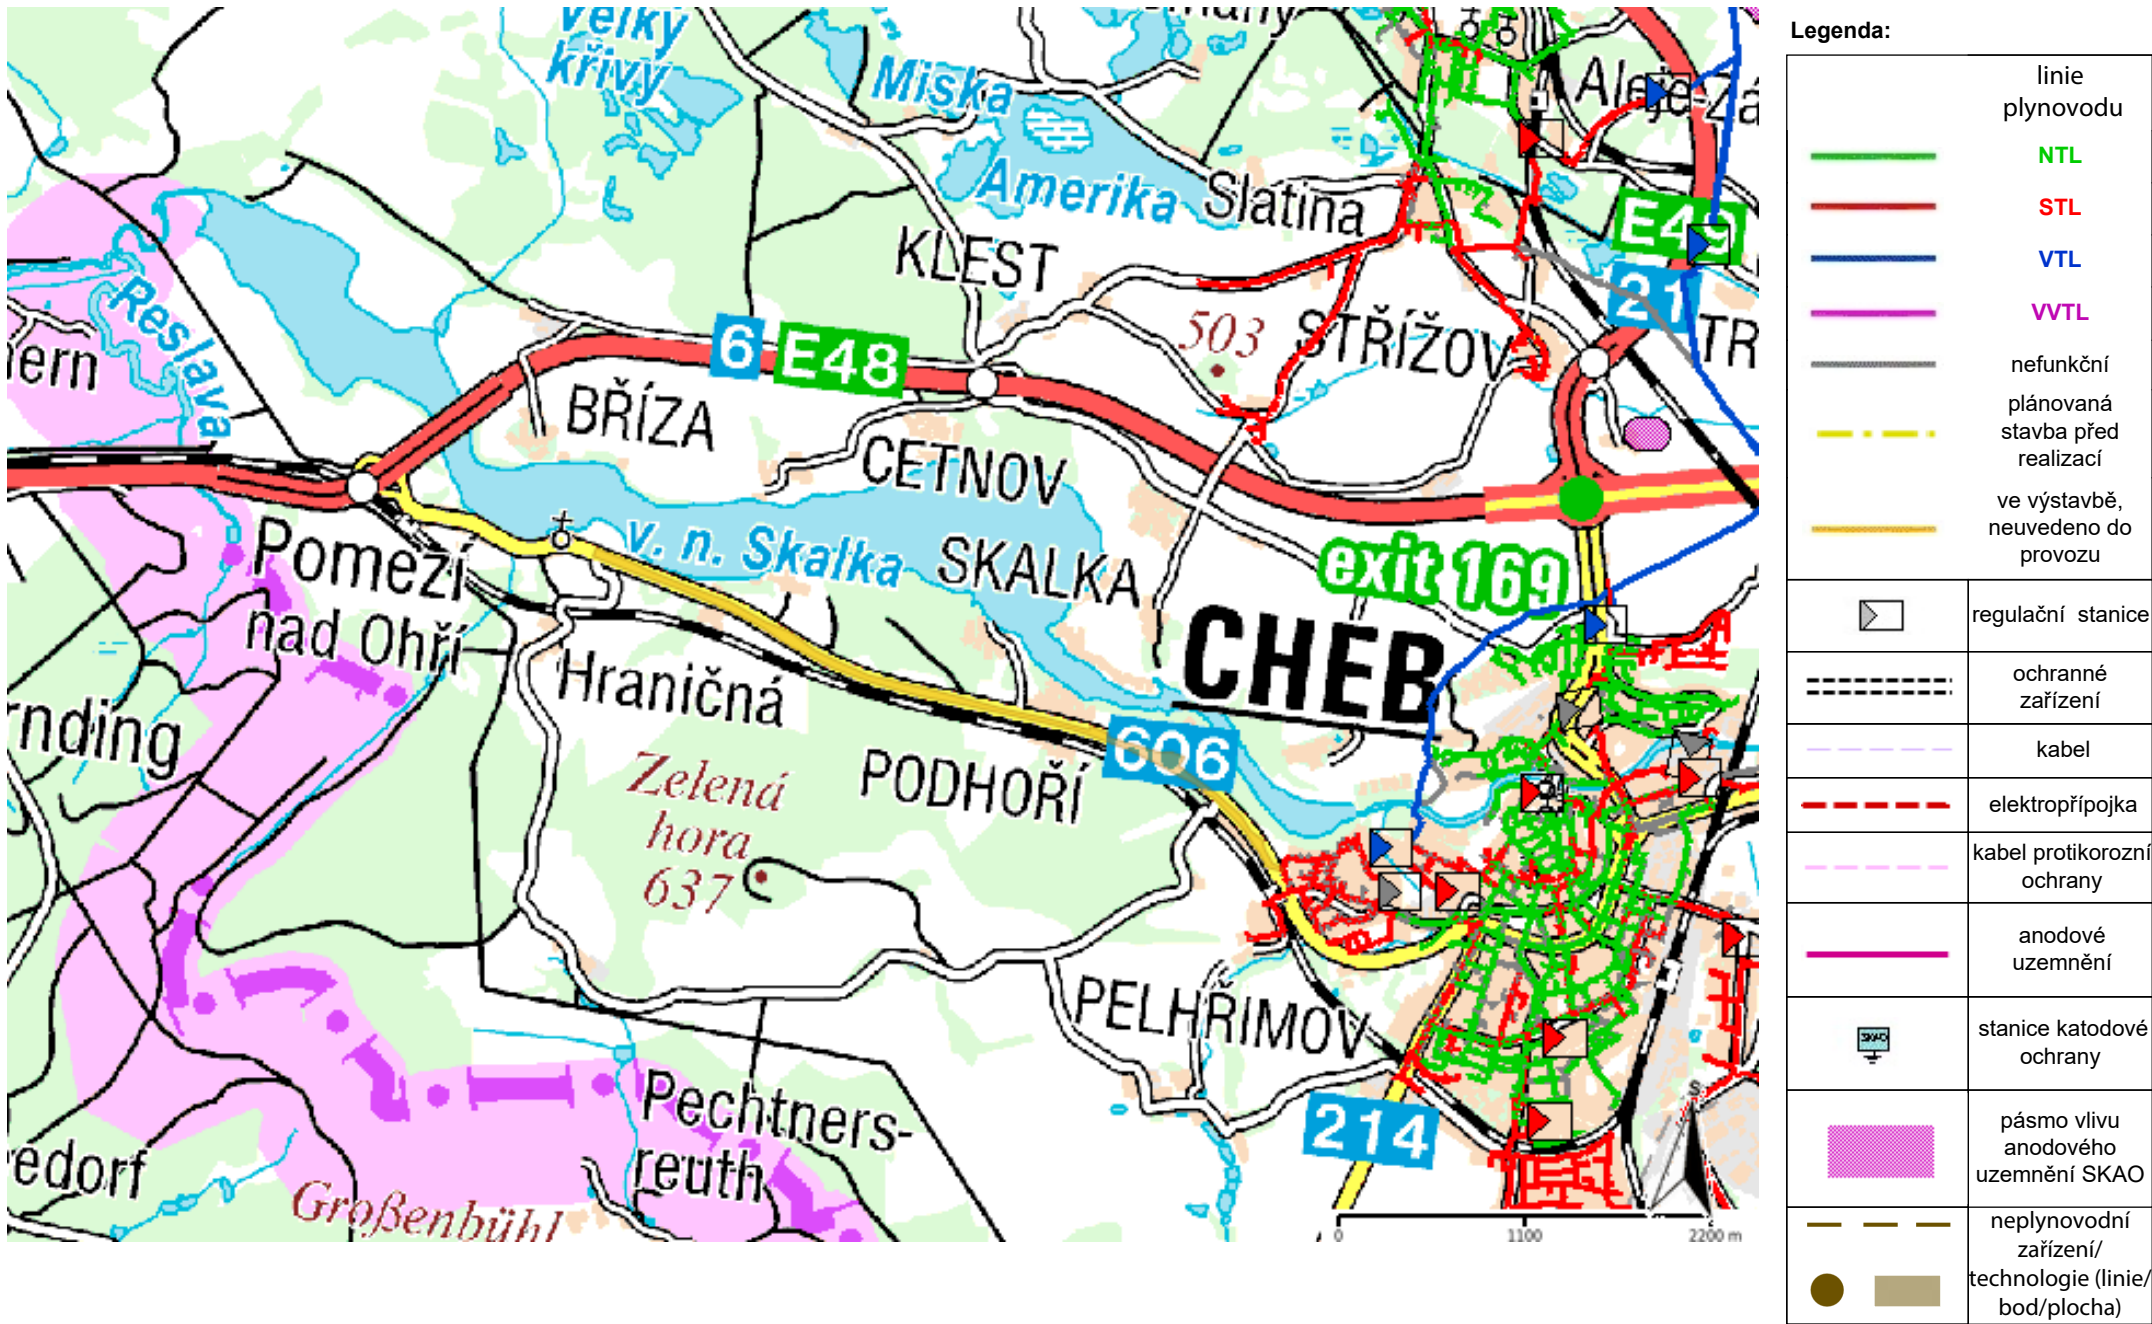 Velký
křivý
Miska
Amerika
Slatina
E49
21
KLEST
503
STŘÍŽOV
TR
Reslava
6
E48
BŘÍZA
CETNOV
v. n. Skalka
SKALKA
exit 169
Pomezí
nad Ohří
CHEB
Hraničná
606
Zelená
hora
637
PODHOŘÍ
PELHŘIMOV
214
Pechtners-
reuth
Großenbühl
S
0 1100 2200 m
Legenda:
linie
plynovodu
NTL
STL
VTL
VVTL
nefunkční
plánovaná
stavba před
realizací
ve výstavbě,
neuvedeno do
provozu
regulační stanice
ochranné
zařízení
kabel
elektropřípojka
kabel protikorozní
ochrany
anodové
uzemnění
SKAO
stanice katodové
ochrany
pásmo vlivu
anodového
uzemnění SKAO
neplynovodní
zařízení/
technologie (linie/
bod/plocha)